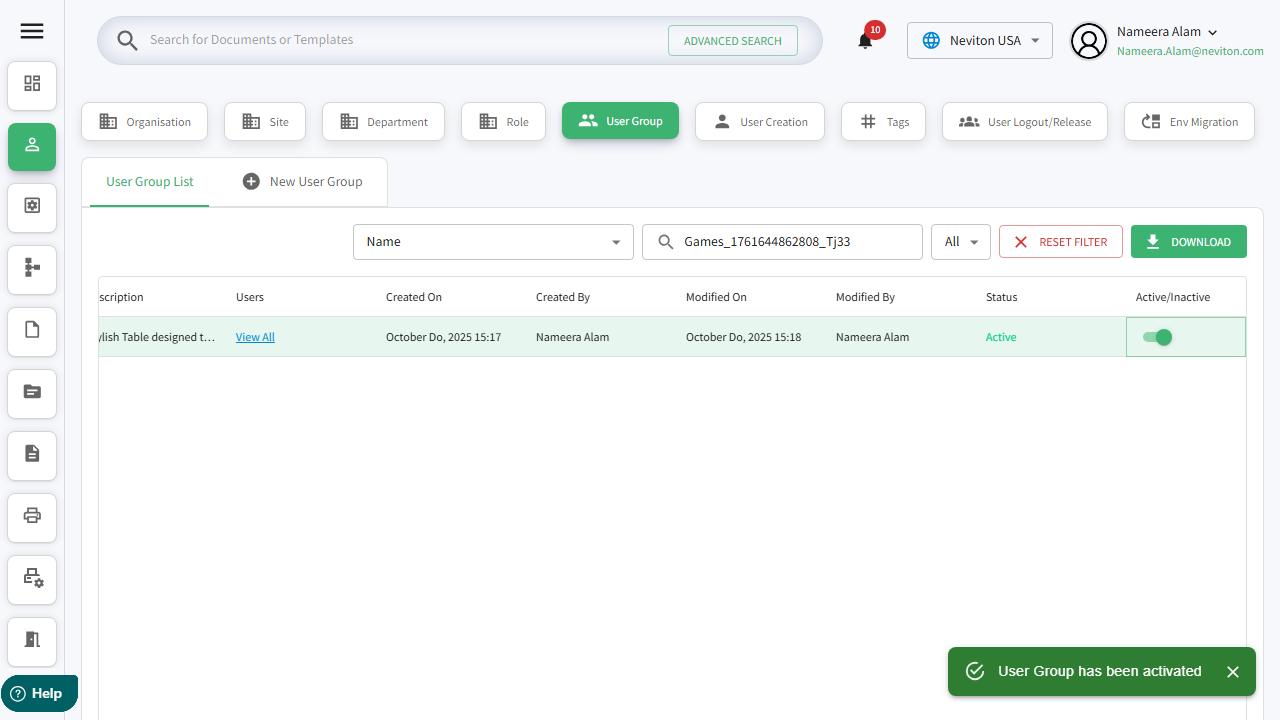 Search for Documents or Templates
ADVANCED SEARCH
10
Neviton USA
Nameera Alam
Nameera.Alam@neviton.com
Organisation
Site
Department
Role
User Group
User Creation
Tags
User Logout/Release
Env Migration
User Group List
New User Group
Name
Games_1761644862808_Tj33
All
RESET FILTER
DOWNLOAD
scription
Users
Created On
Created By
Modified On
Modified By
Status
Active/Inactive
ylish Table designed t...
View All
October Do, 2025 15:17
Nameera Alam
October Do, 2025 15:18
Nameera Alam
Active
User Group has been activated
Help